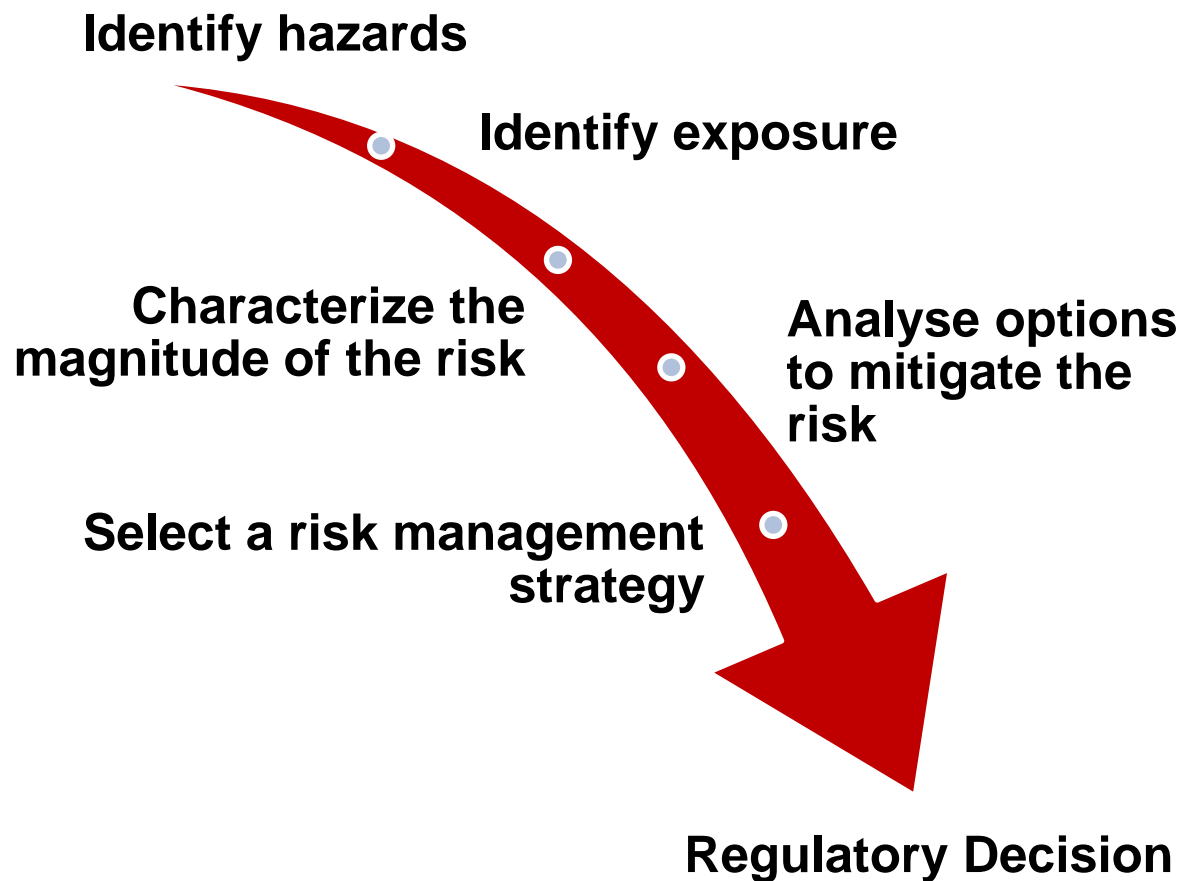 Identify hazards
Identify exposure
Characterize the
magnitude of the risk
Analyse options
to mitigate the
risk
Select a risk management
strategy
Regulatory Decision